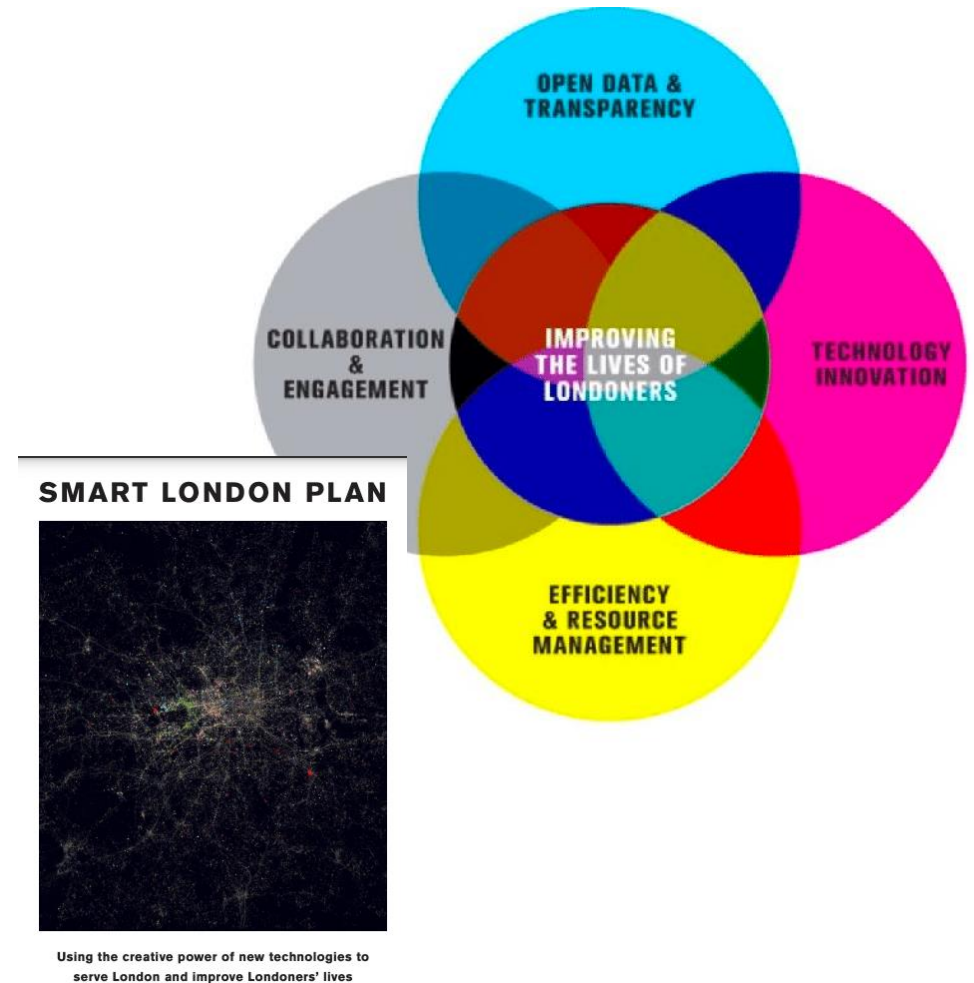 OPEN DATA &
TRANSPARENCY
COLLABORATION
&
ENGAGEMENT
IMPROVING
THE LIVES OF
LONDONERS
TECHNOLOGY
INNOVATION
EFFICIENCY
& RESOURCE
MANAGEMENT
SMART LONDON PLAN
Using the creative power of new technologies to
serve London and improve Londoners' lives